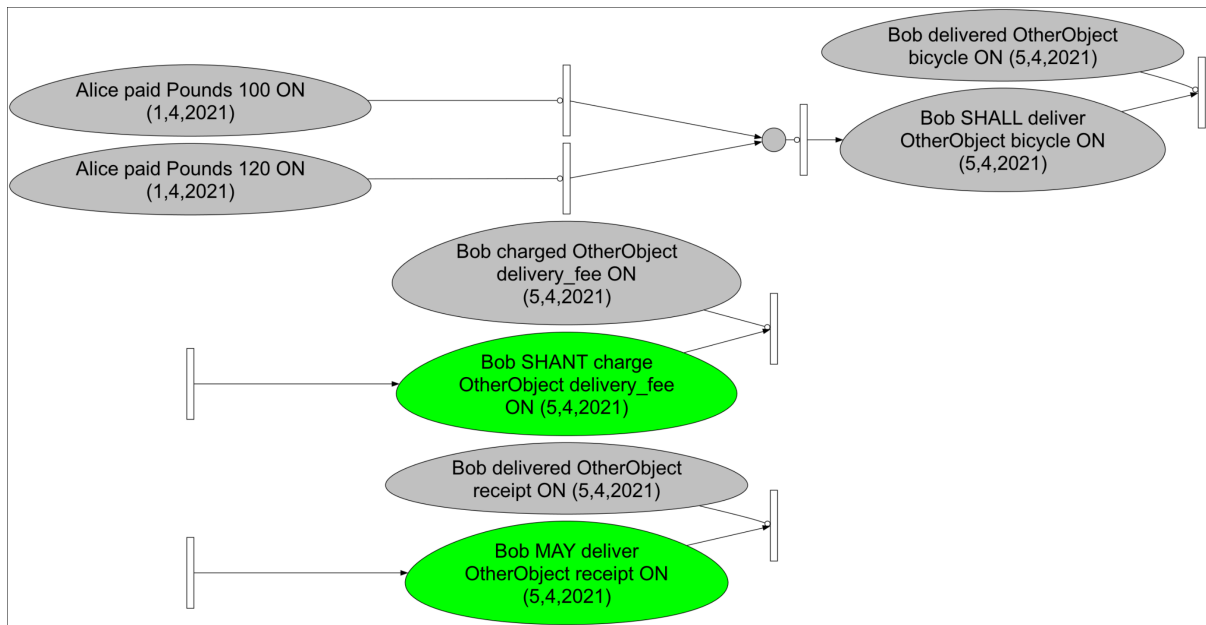 Bob delivered OtherObject
bicycle ON (5,4,2021)
Alice paid Pounds 100 ON
(1,4,2021)
Bob SHALL deliver
OtherObject bicycle ON
(5,4,2021)
Alice paid Pounds 120 ON
(1,4,2021)
Bob charged OtherObject
delivery_fee ON
(5,4,2021)
Bob SHANT charge
OtherObject delivery_fee
ON (5,4,2021)
Bob delivered OtherObject
receipt ON (5,4,2021)
Bob MAY deliver
OtherObject receipt ON
(5,4,2021)